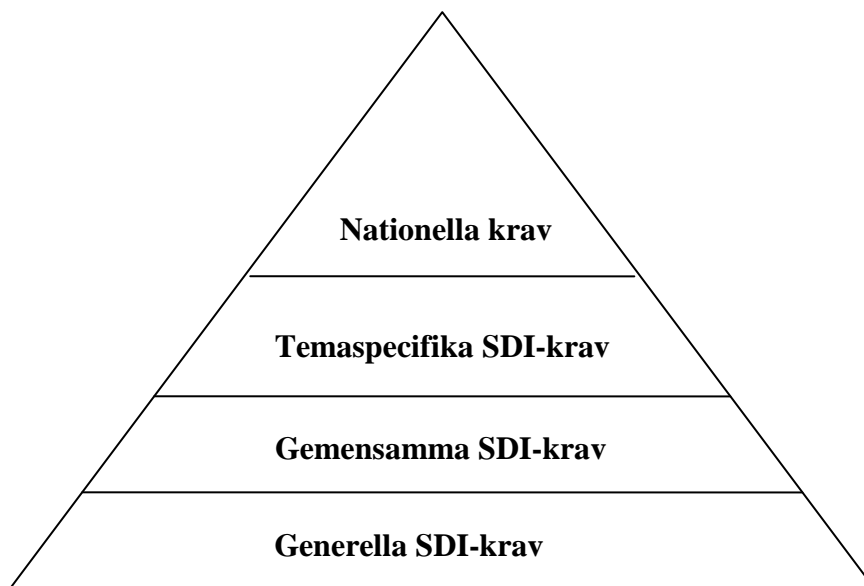 Nationella krav
Temaspecifika SDI-krav
Gemensamma SDI-krav
Generella SDI-krav